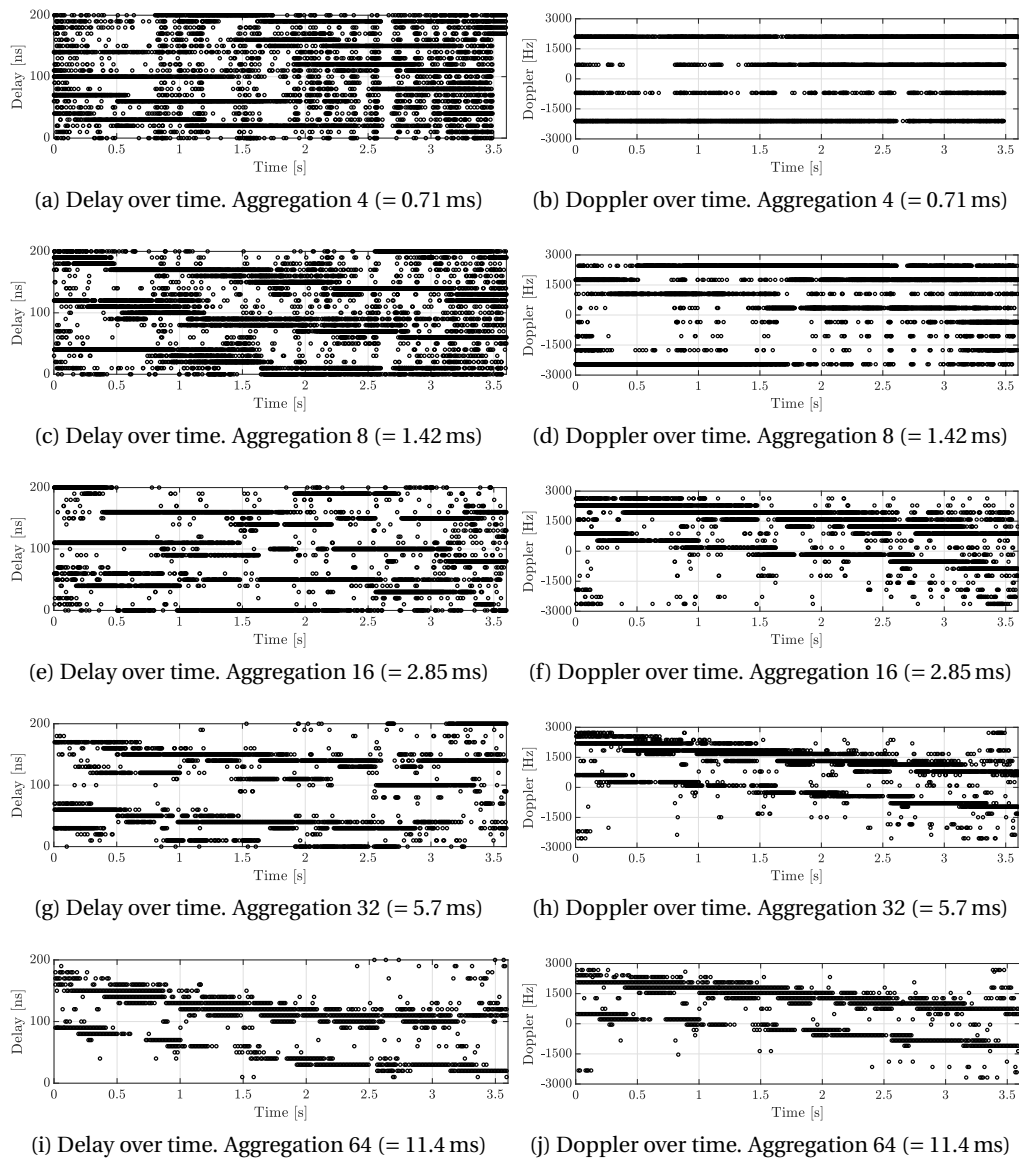 200
100
0
Delay [ns]
0 0.5 1 1.5 2 2.5 3 3.5
Time [s]
3000
1500
0
-1500
-3000
Doppler [Hz]
0 0.5 1 1.5 2 2.5 3 3.5
Time [s]
(a) Delay over time. Aggregation 4 (= 0.71 ms)
(b) Doppler over time. Aggregation 4 (= 0.71 ms)
200
100
0
Delay [ns]
0 0.5 1 1.5 2 2.5 3 3.5
Time [s]
3000
1500
0
-1500
-3000
Doppler [Hz]
0 0.5 1 1.5 2 2.5 3 3.5
Time [s]
(c) Delay over time. Aggregation 8 (= 1.42 ms)
(d) Doppler over time. Aggregation 8 (= 1.42 ms)
200
100
0
Delay [ns]
0 0.5 1 1.5 2 2.5 3 3.5
Time [s]
3000
1500
0
-1500
-3000
Doppler [Hz]
0 0.5 1 1.5 2 2.5 3 3.5
Time [s]
(e) Delay over time. Aggregation 16 (= 2.85 ms)
(f) Doppler over time. Aggregation 16 (= 2.85 ms)
200
100
0
Delay [ns]
0 0.5 1 1.5 2 2.5 3 3.5
Time [s]
3000
1500
0
-1500
-3000
Doppler [Hz]
0 0.5 1 1.5 2 2.5 3 3.5
Time [s]
(g) Delay over time. Aggregation 32 (= 5.7 ms)
(h) Doppler over time. Aggregation 32 (= 5.7 ms)
200
100
0
Delay [ns]
0 0.5 1 1.5 2 2.5 3 3.5
Time [s]
3000
1500
0
-1500
-3000
Doppler [Hz]
0 0.5 1 1.5 2 2.5 3 3.5
Time [s]
(i) Delay over time. Aggregation 64 (= 11.4 ms)
(j) Doppler over time. Aggregation 64 (= 11.4 ms)